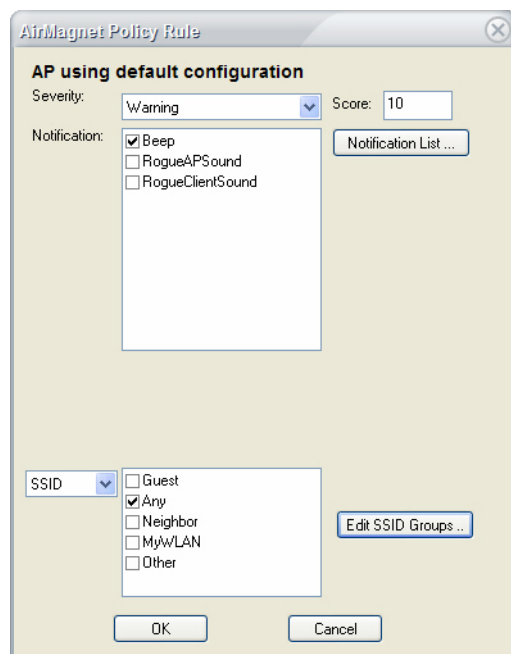 AirMagnet Policy Rule
AP using default configuration
Severity: Warning Score: 10
Notification: Beep Notification List ...
RogueAPSound
RogueClientSound
SSID Guest
Any
Neighbor Edit SSID Groups ..
MyWLAN
Other
OK Cancel